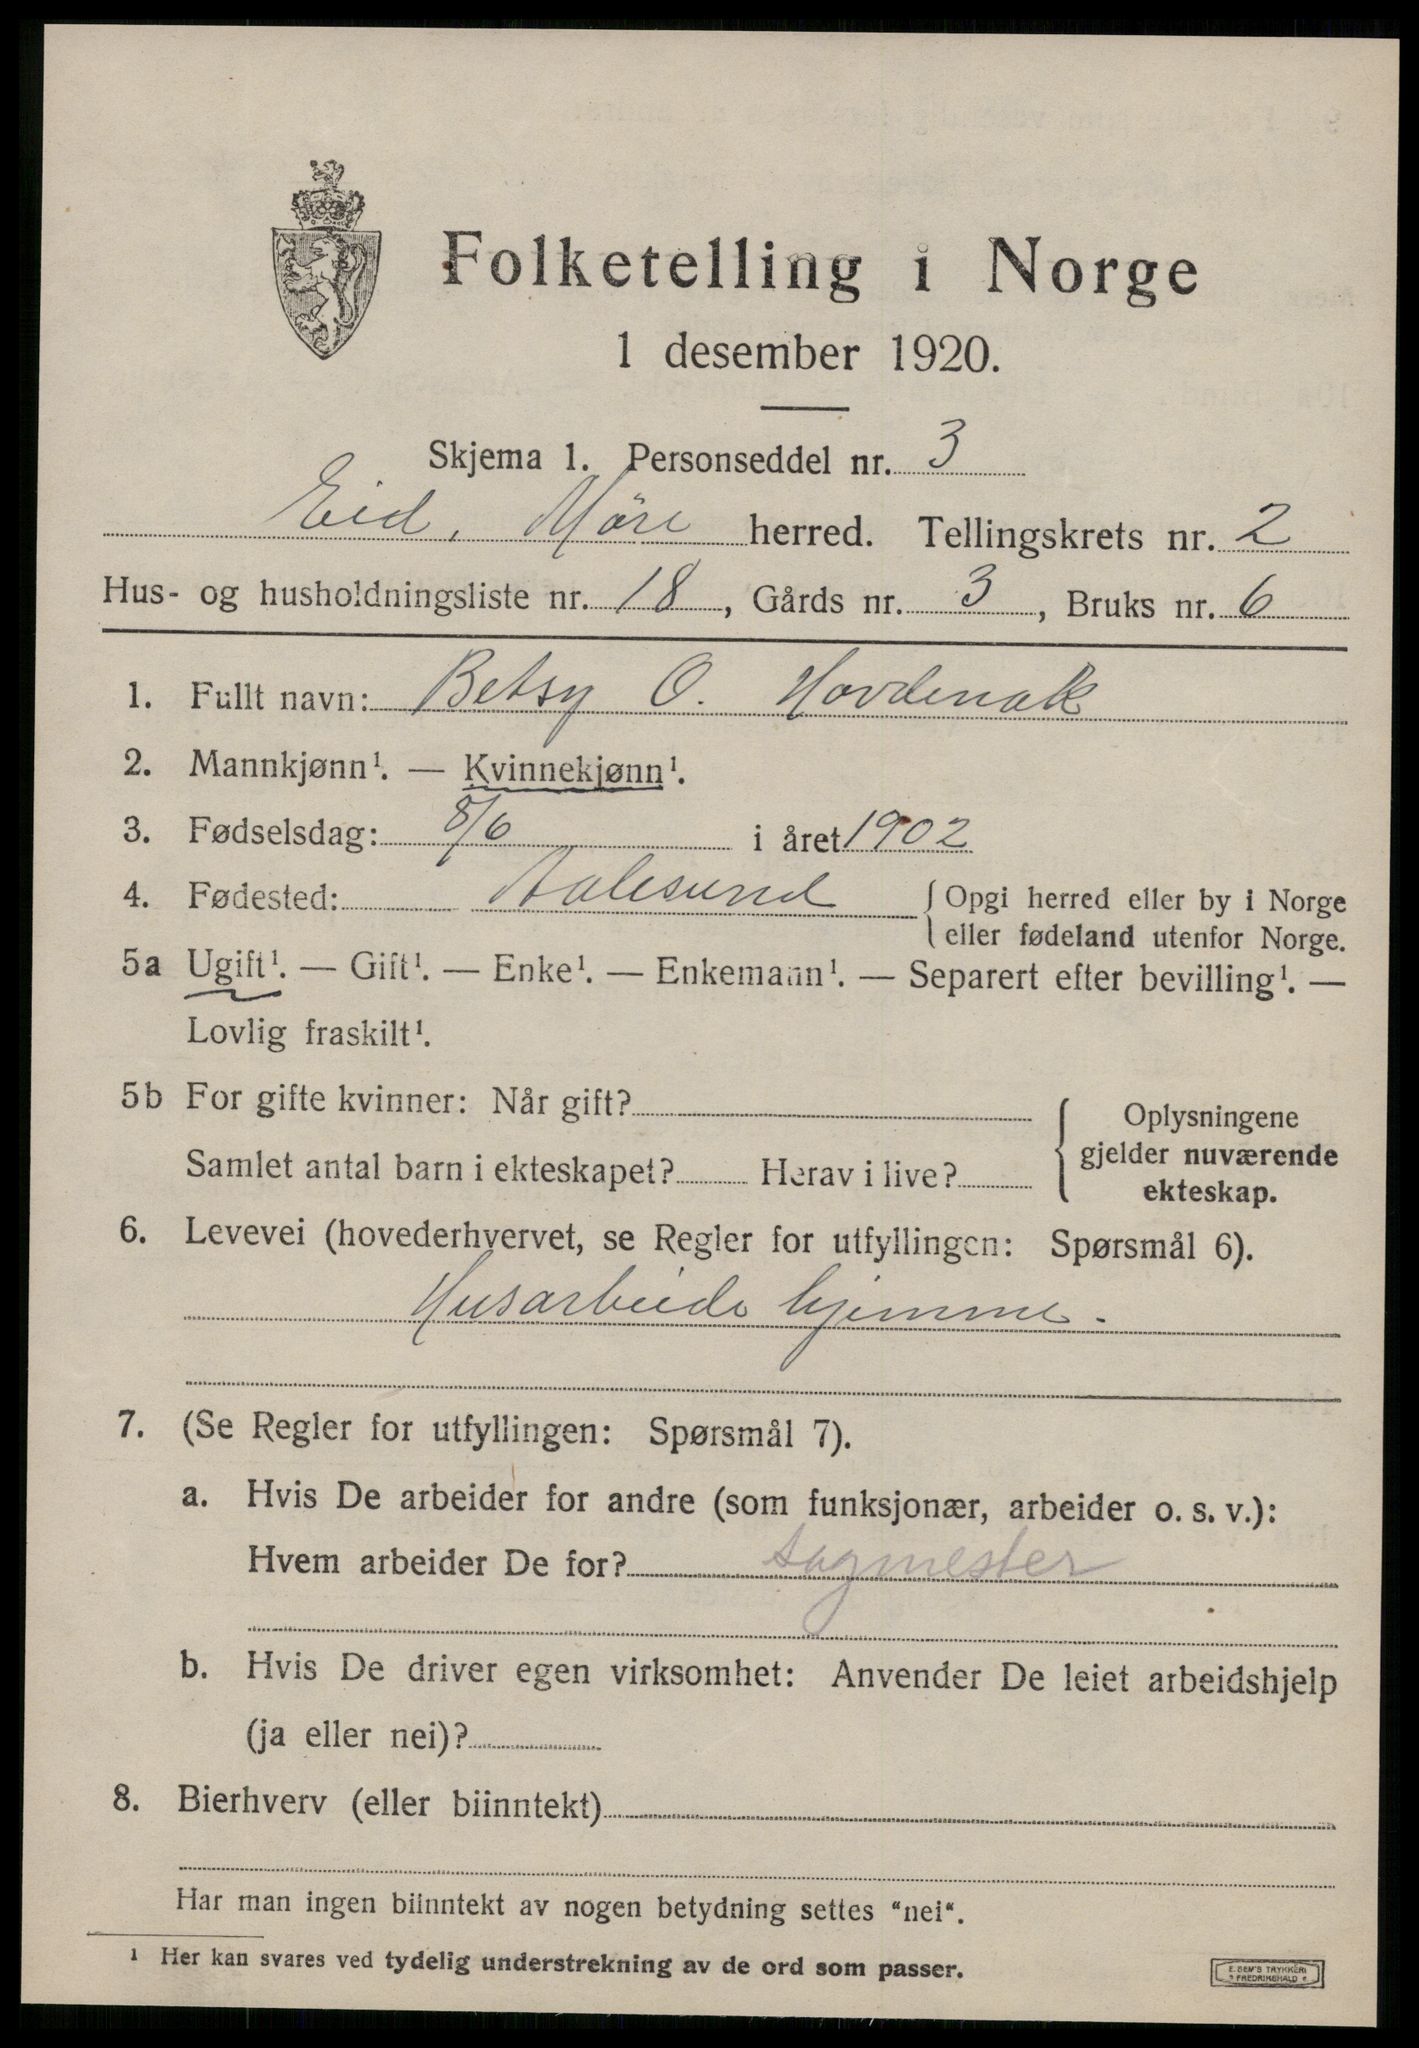 Folketelling i Norge
1 desember 1920.
Skjema 1. Personseddel nr. 3
Eid, Möre herred. Tellingskrets nr. 2
Hus- og husholdningsliste nr. 18, Gårds nr. 3, Bruks nr. 6
1. Fullt navn: Betsy O. Hovdenak
2. Mannkjønn¹. — Kvinnekjønn¹.
3. Fødselsdag: 8/6 i året 1902
4. Fødested: Aalesund { Opgi herred eller by i Norge
eller fødeland utenfor Norge.
5a Ugift¹. — Gift¹. — Enke¹. — Enkemann¹. — Separert efter bevilling¹. —
Lovlig fraskilt¹.
5b For gifte kvinner: Når gift?
Samlet antal barn i ekteskapet? Herav i live?
Oplysningene
gjelder nuværende
ekteskap.
6. Levevei (hovederhvervet, se Regler for utfyllingen: Spørsmål 6).
Husarbeide hjemme.
7. (Se Regler for utfyllingen: Spørsmål 7).
a. Hvis De arbeider for andre (som funksjonær, arbeider o. s. v.):
Hvem arbeider De for? sagmester
b. Hvis De driver egen virksomhet: Anvender De leiet arbeidshjelp
(ja eller nei)?
8. Bierhverv (eller biinntekt)
Har man ingen biinntekt av nogen betydning settes "nei".
¹ Her kan svares ved tydelig understrekning av de ord som passer.
E. SEM'S TRYKKERI
* FREDRIKSHALD *